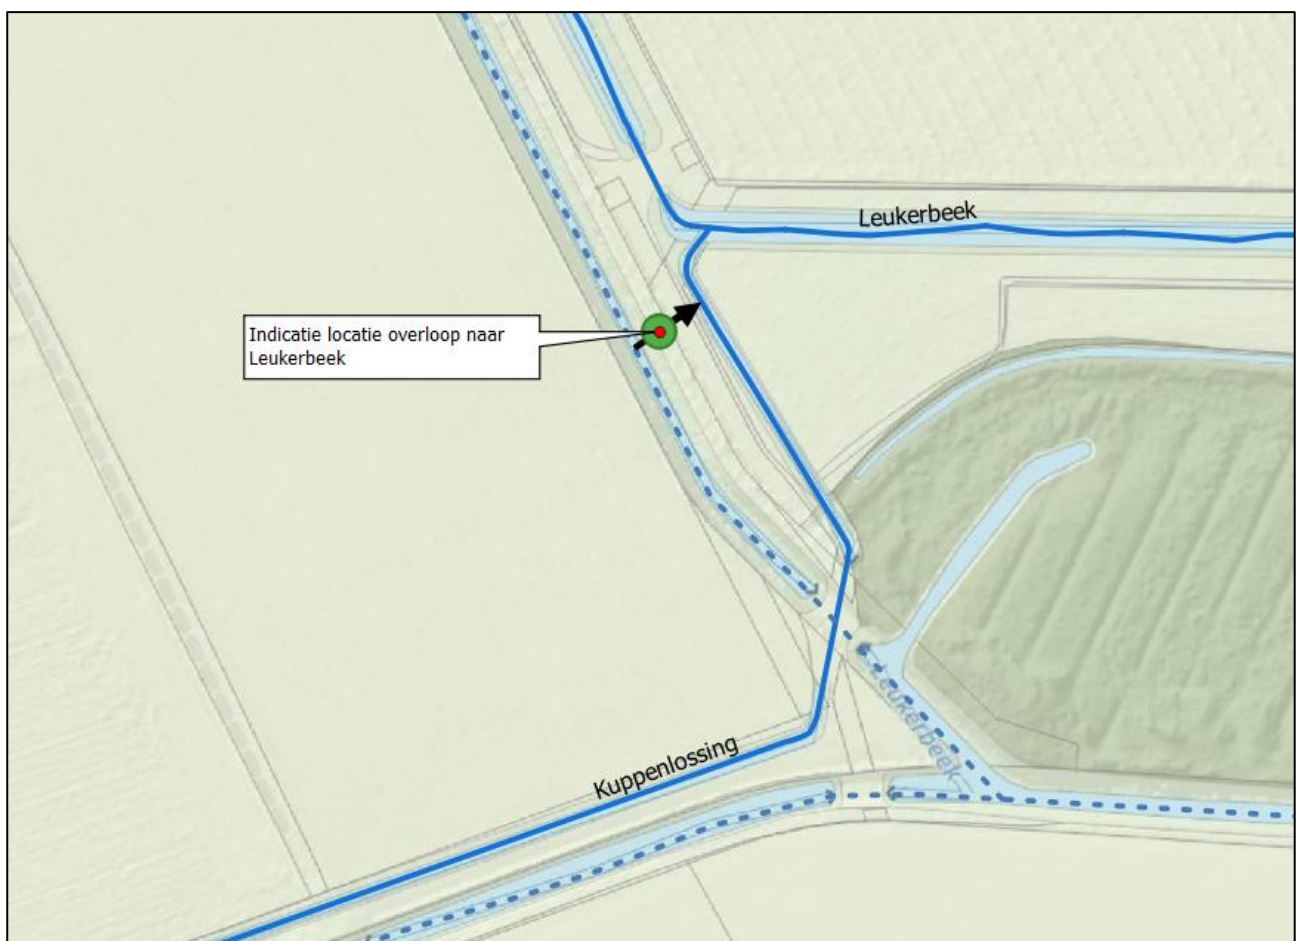 Leukerbeek
Indicatie locatie overloop naar
Leukerbeek
Leukerbeek
Kuppenlossing